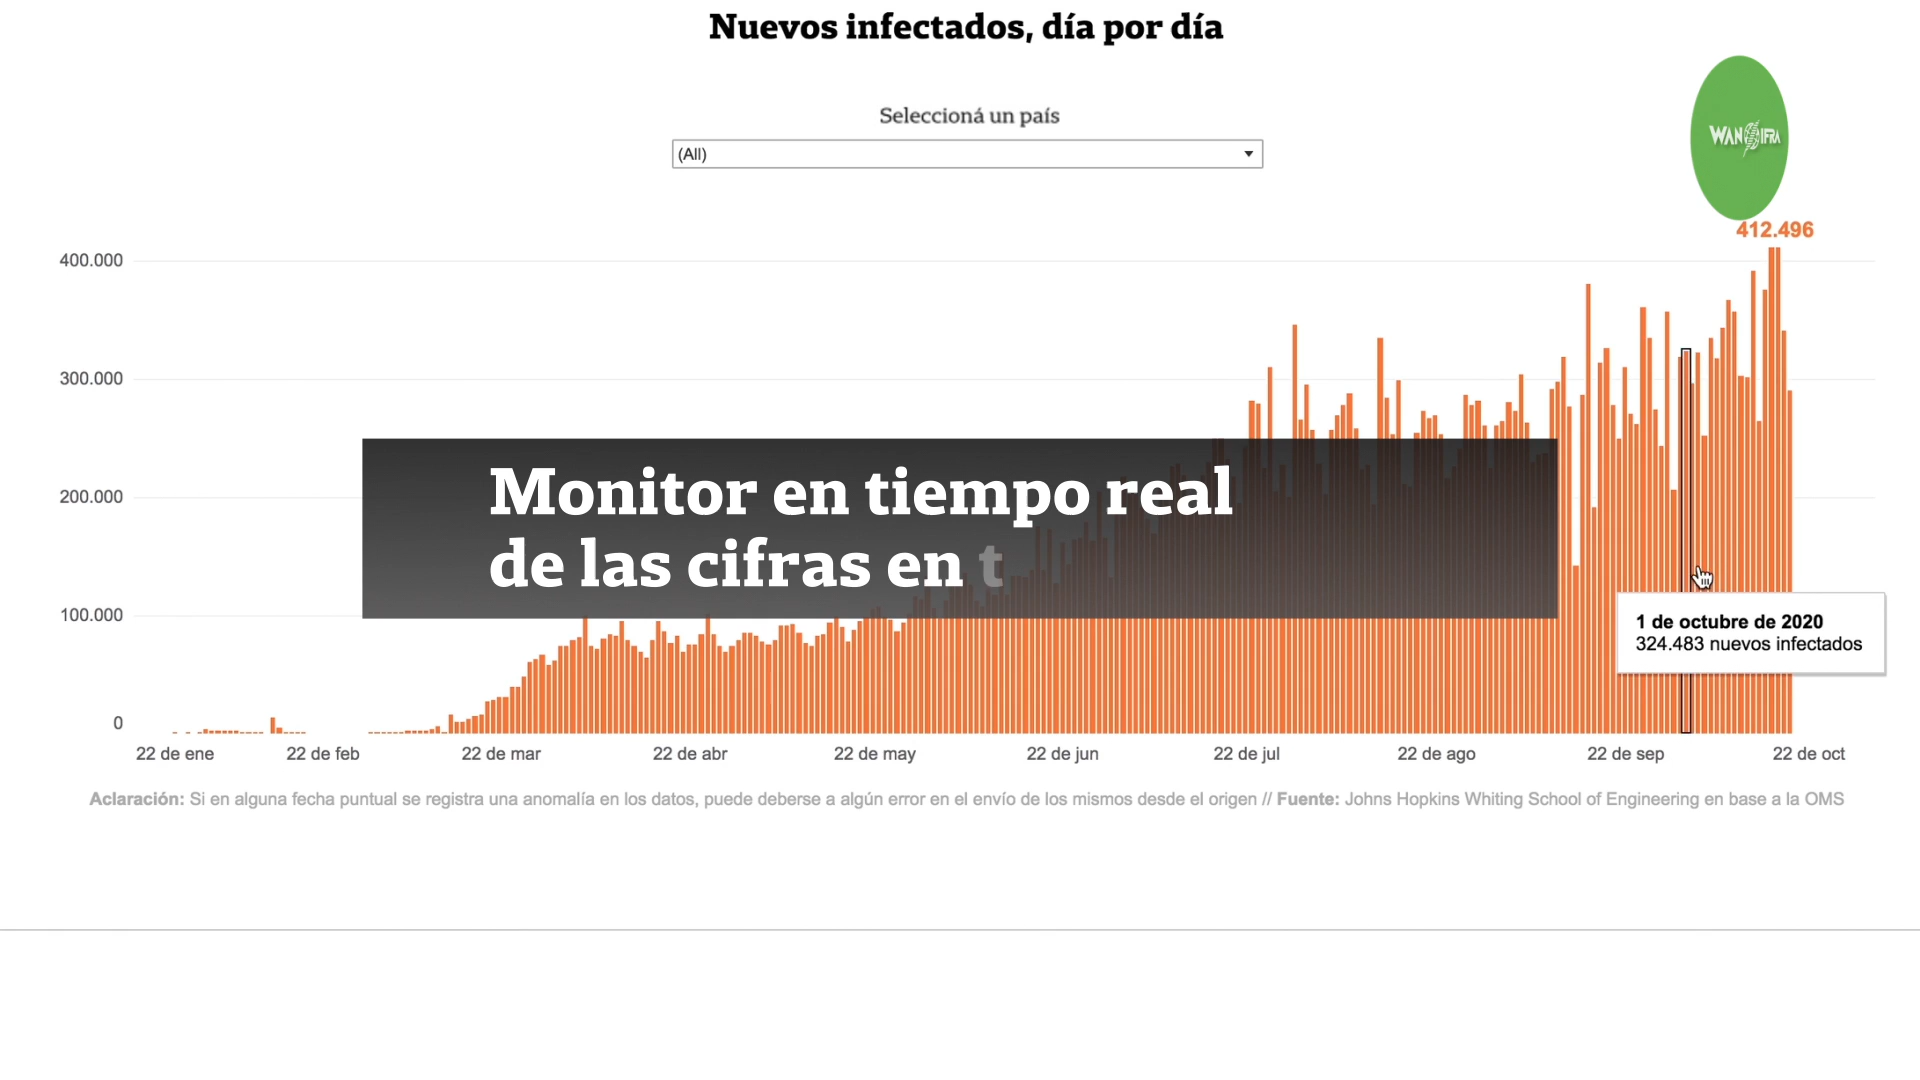 Nuevos infectados, día por día
Seleccioná un país
(All)
WAN IFRA
412.496
400.000
300.000
200.000
100.000
0
Monitor en tiempo real
de las cifras en t
1 de octubre de 2020
324.483 nuevos infectados
22 de ene 22 de feb 22 de mar 22 de abr 22 de may 22 de jun 22 de jul 22 de ago 22 de sep 22 de oct
Aclaración: Si en alguna fecha puntual se registra una anomalía en los datos, puede deberse a algún error en el envío de los mismos desde el origen // Fuente: Johns Hopkins Whiting School of Engineering en base a la OMS